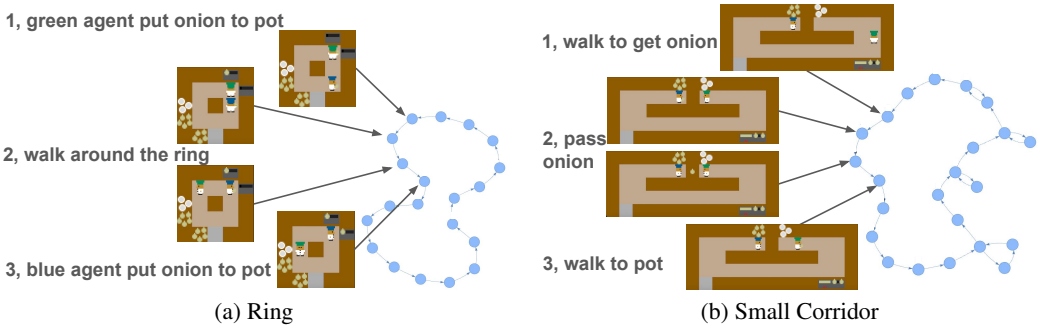 1, green agent put onion to pot
2, walk around the ring
3, blue agent put onion to pot
(a) Ring
1, walk to get onion
2, pass
onion
3, walk to pot
(b) Small Corridor